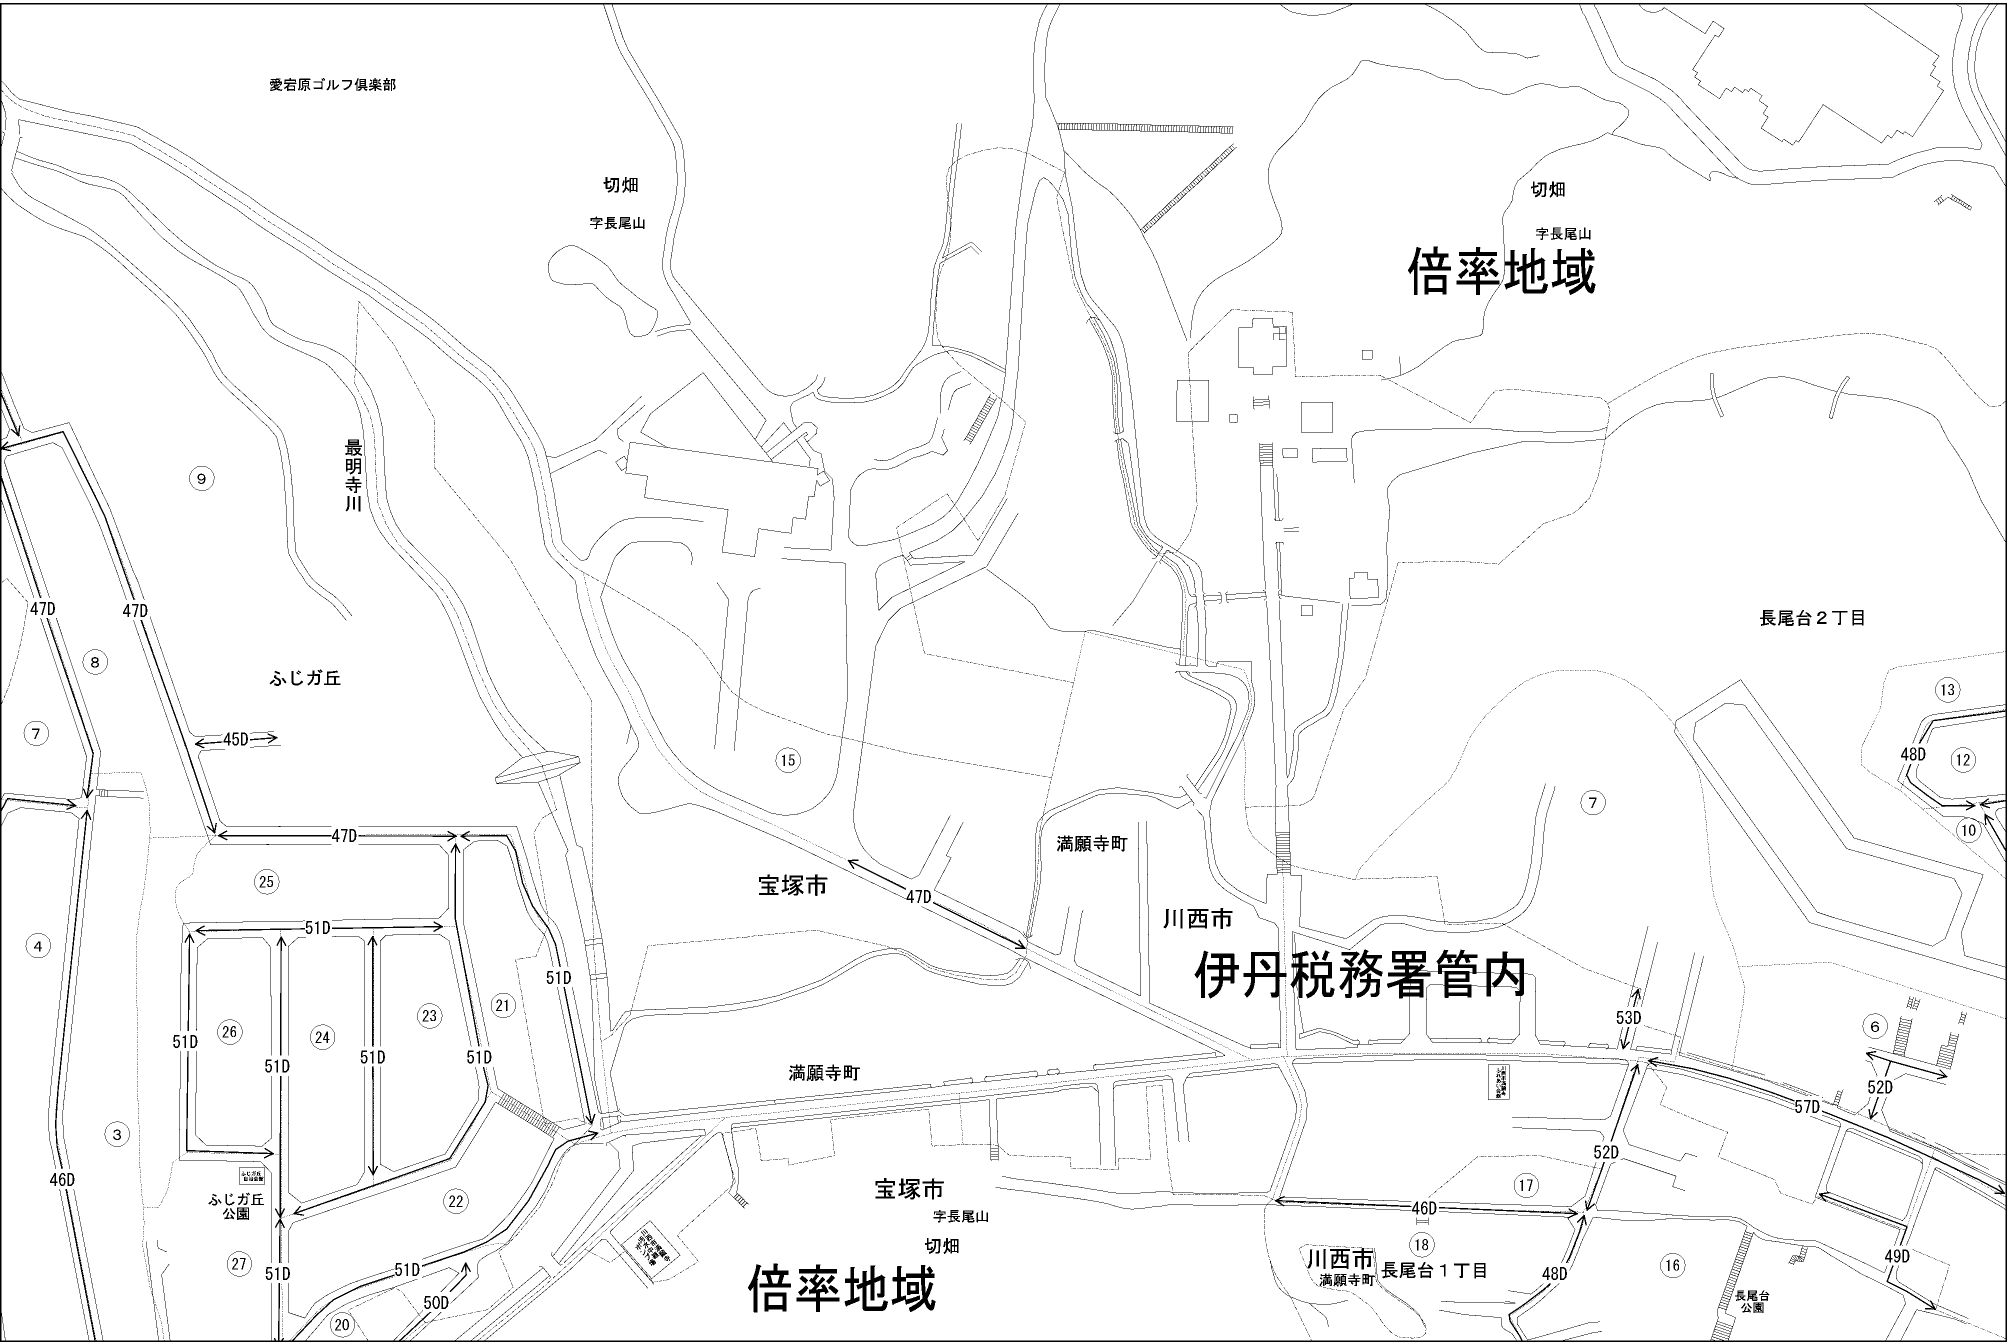 愛宕原ゴルフ倶楽部
切畑
字長尾山
切畑
字長尾山
倍率地域
最明寺川
9
47D
47D
8
ふじガ丘
7
45D
15
長尾台2丁目
13
48D
12
7
10
47D
25
満願寺町
宝塚市
47D
川西市
伊丹税務署管内
51D
4
51D
26
24
23
21
51D
51D
51D
51D
53D
6
満願寺町
52D
57D
3
46D
52D
ふじガ丘
公園
22
宝塚市
字長尾山
切畑
17
46D
18
川西市
満願寺町
長尾台1丁目
48D
16
49D
長尾台
公園
27
51D
51D
50D
20
倍率地域